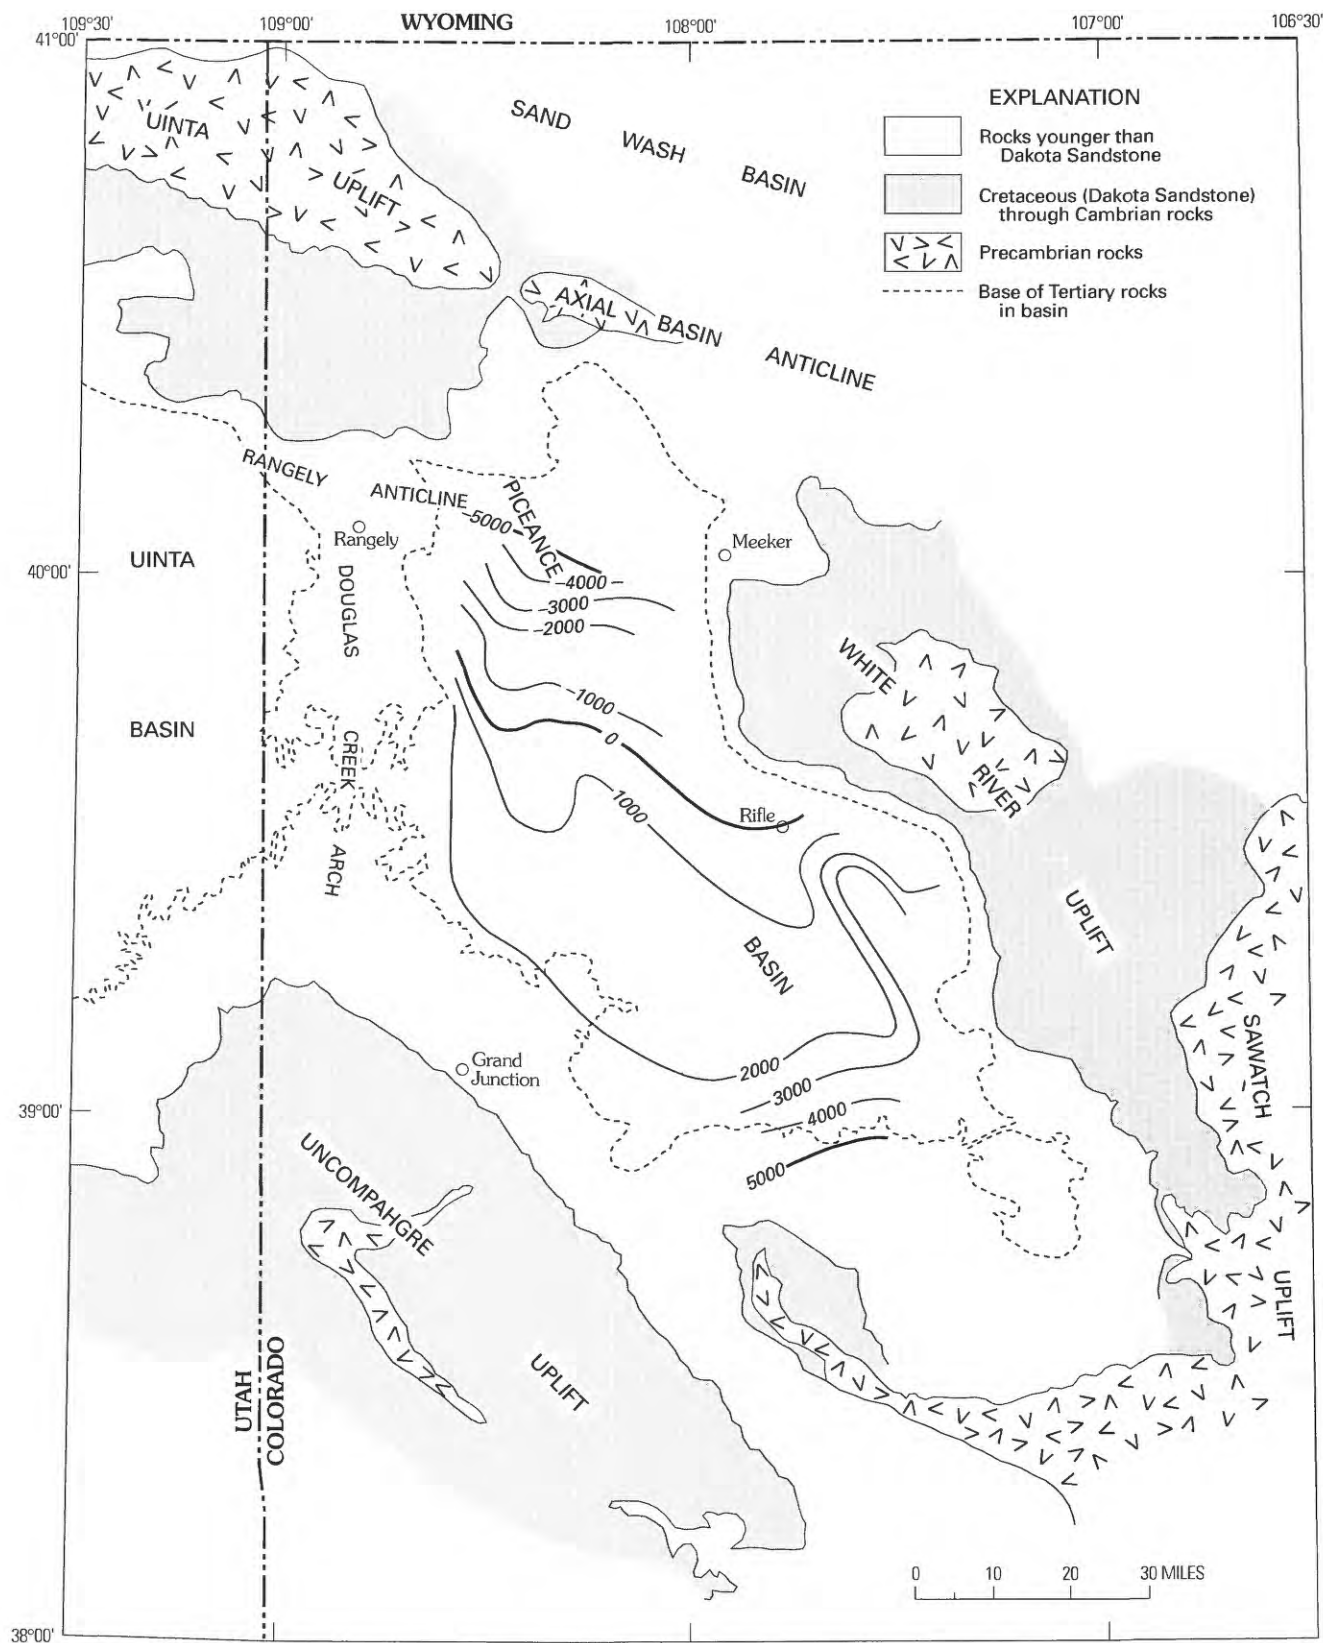 109°30'
109°00'
WYOMING
108°00'
107°00'
106°30'
41°00'
EXPLANATION
Rocks younger than
Dakota Sandstone
Cretaceous (Dakota Sandstone)
through Cambrian rocks
Precambrian rocks
Base of Tertiary rocks
in basin
SAND WASH BASIN
UINTA
UPLIFT
AXIAL BASIN ANTICLINE
RANGELY ANTICLINE
Rangely
PICEANCE
Meeker
-5000
-4000
-3000
-2000
-1000
0
1000
40°00'
UINTA
BASIN
DOUGLAS
CREEK
ARCH
WHITE
RIVER
UPLIFT
Rifle
BASIN
SAWATCH
UPLIFT
Grand
Junction
2000
3000
4000
5000
39°00'
UNCOMPAHGRE
UPLIFT
UTAH
COLORADO
0 10 20 30 MILES
38°00'